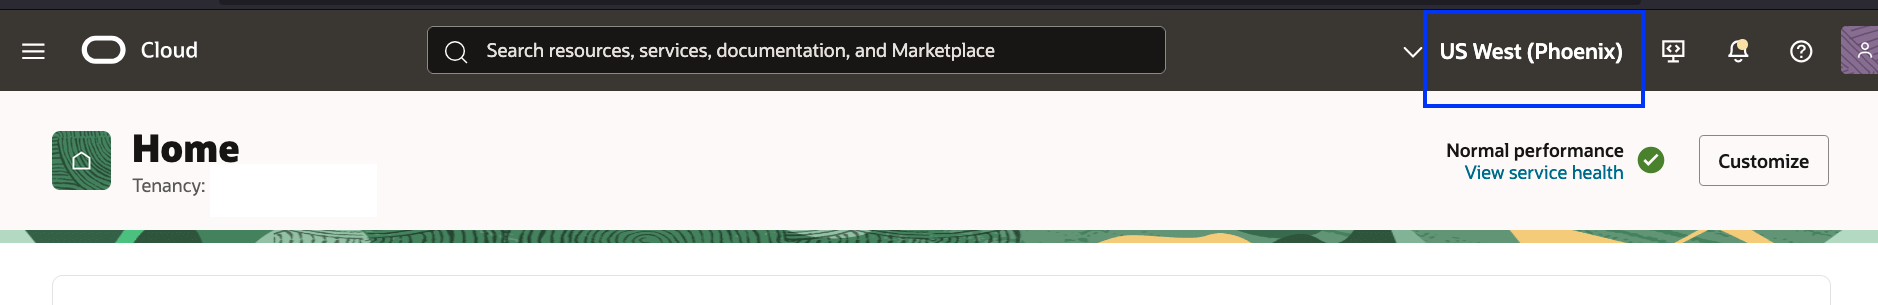 Cloud
Search resources, services, documentation, and Marketplace
US West (Phoenix)
Home
Tenancy:
Normal performance
View service health
Customize